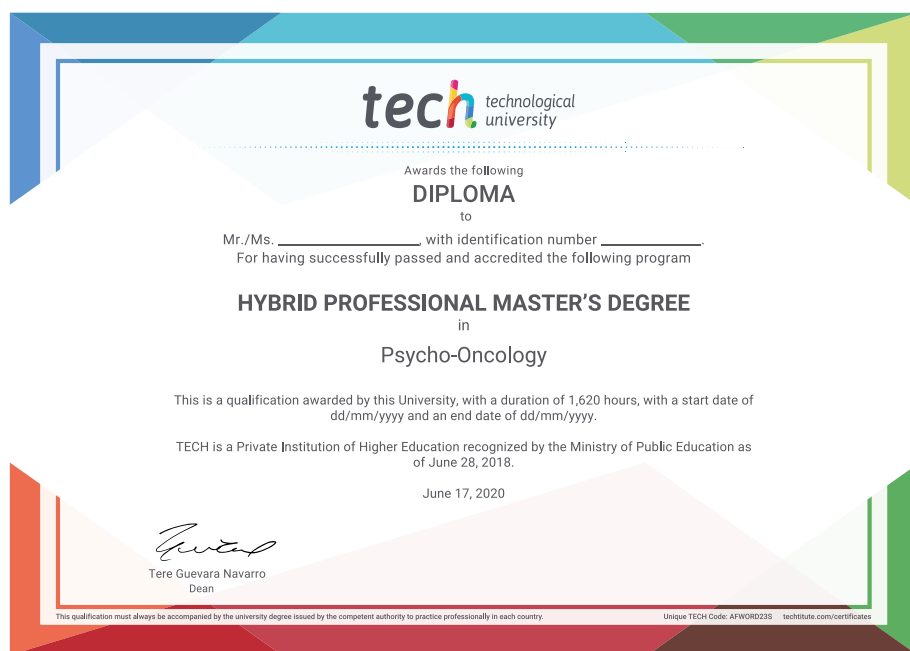 tech technological
university
Awards the following
DIPLOMA
to
Mr./Ms. ____________________, with identification number ______________.
For having successfully passed and accredited the following program
HYBRID PROFESSIONAL MASTER'S DEGREE
in
Psycho-Oncology
This is a qualification awarded by this University, with a duration of 1,620 hours, with a start date of
dd/mm/yyyy and an end date of dd/mm/yyyy.
TECH is a Private Institution of Higher Education recognized by the Ministry of Public Education as
of June 28, 2018.
June 17, 2020
Tere Guevara Navarro
Dean
This qualification must always be accompanied by the university degree issued by the competent authority to practice professionally in each country. Unique TECH Code: AFWORD23S techtitute.com/certificates